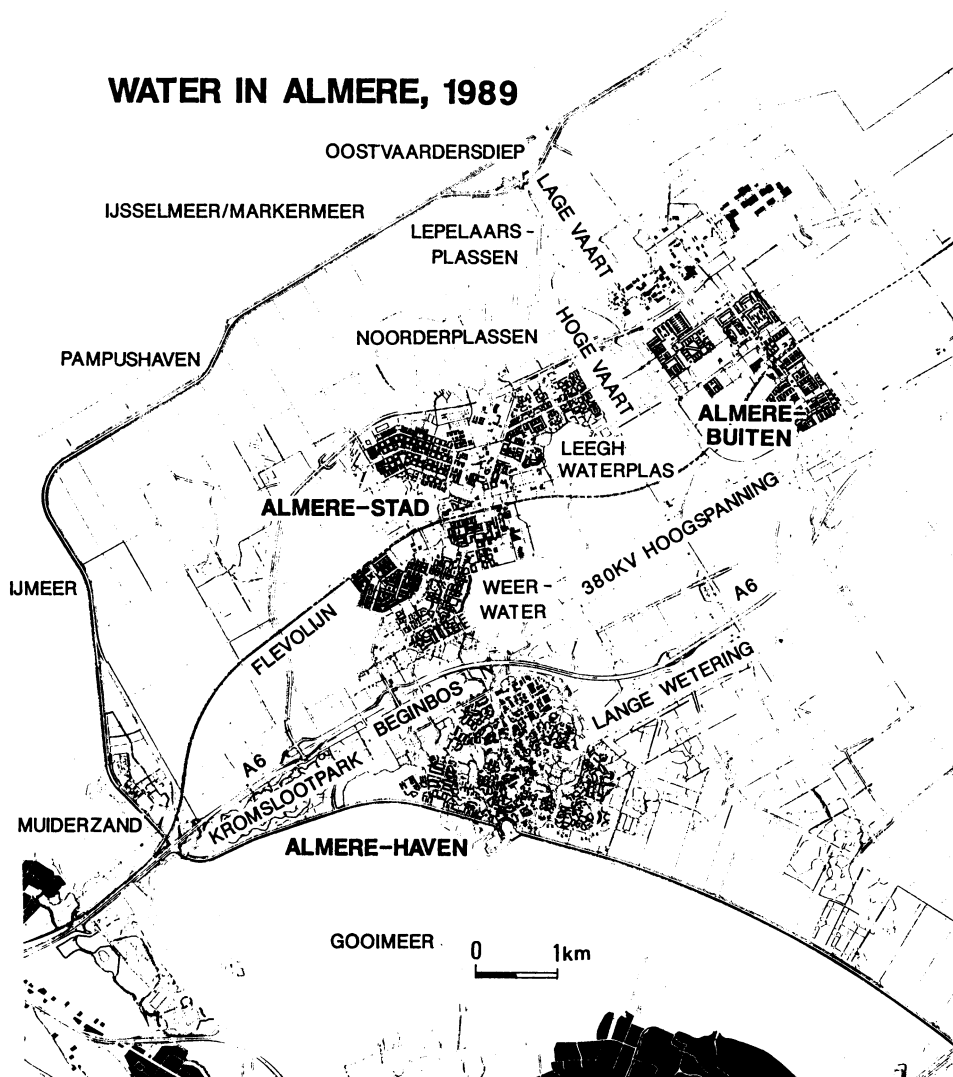 WATER IN ALMERE, 1989
OOSTVAARDERSDIEP
LAGE VAART
IJSSELMEER/MARKERMEER
LEPELAARS-
PLASSEN
HOGE VAART
NOORDERPLASSEN
PAMPUSHAVEN
ALMERE-
BUITEN
LEEGH
WATERPLAS
ALMERE-STAD
380KV HOOGSPANNING
IJMEER
WEER-
WATER
A6
FLEVOLIJN
LANGE WETERING
BEGINBOS
A6
KROMSLOOTPARK
MUIDERZAND
ALMERE-HAVEN
GOOIMEER
0 1km